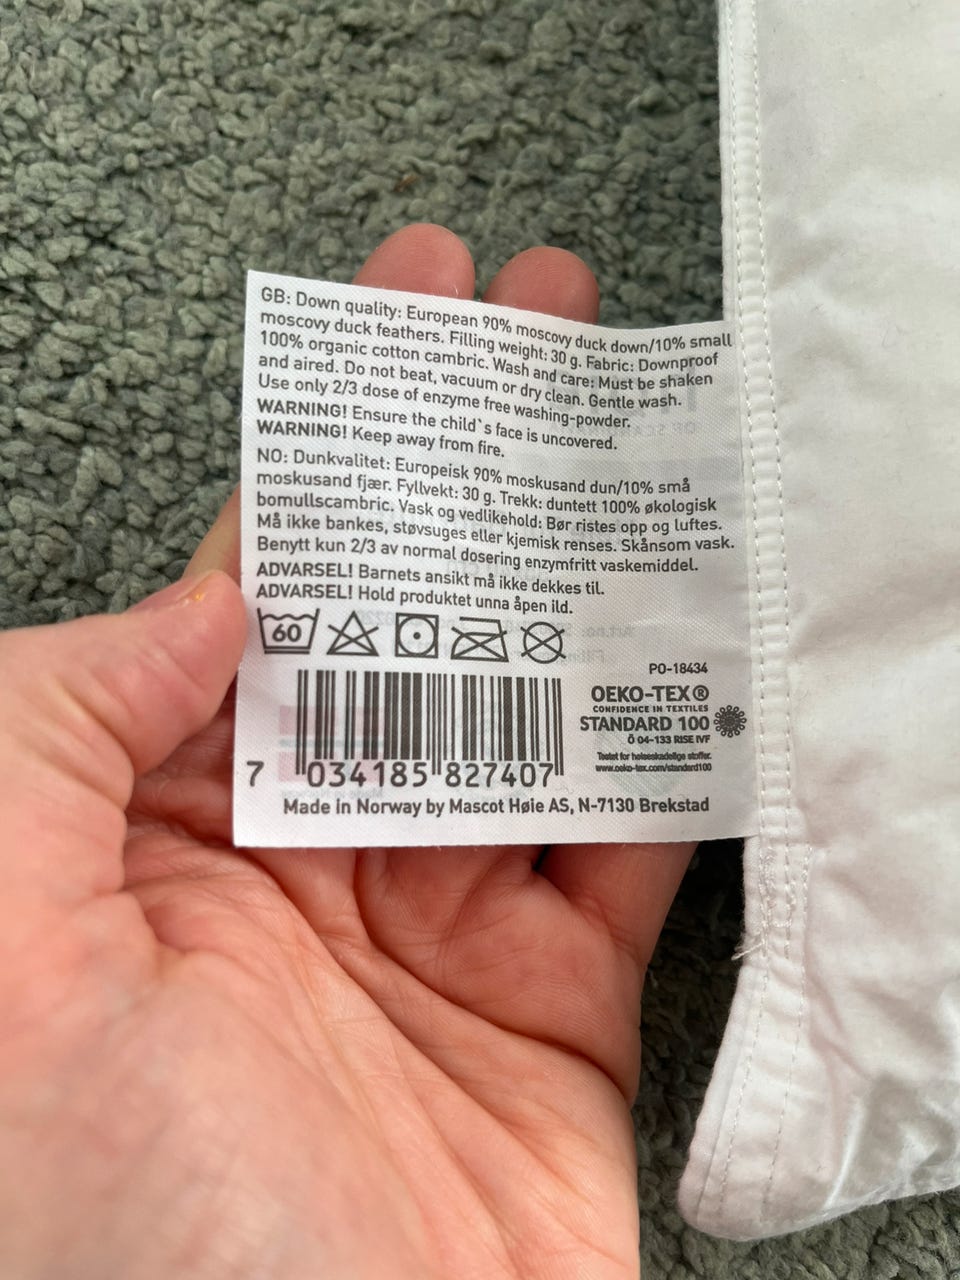 GB: Down quality: European 90% moscovy duck down/10% small
moscovy duck feathers. Filling weight: 30 g. Fabric: Downproof
100% organic cotton cambric. Wash and care: Must be shaken
and aired. Do not beat, vacuum or dry clean. Gentle wash.
Use only 2/3 dose of enzyme free washing-powder.
WARNING! Ensure the child`s face is uncovered.
WARNING! Keep away from fire.
NO: Dunkvalitet: Europeisk 90% moskusand dun/10% små
moskusand fjær. Fyllvekt: 30 g. Trekk: duntett 100% økologisk
bomullscambric. Vask og vedlikehold: Bør ristes opp og luftes.
Må ikke bankes, støvsuges eller kjemisk renses. Skånsom vask.
Benytt kun 2/3 av normal dosering enzymfritt vaskemiddel.
ADVARSEL! Barnets ansikt må ikke dekkes til.
ADVARSEL! Hold produktet unna åpen ild.
60
PO-18434
OEKO-TEX®
CONFIDENCE IN TEXTILES
STANDARD 100
Ö 04-133 RISE IVF
Testet for helseskadelige stoffer.
www.oeko-tex.com/standard100
7 034185 827407
Made in Norway by Mascot Høie AS, N-7130 Brekstad